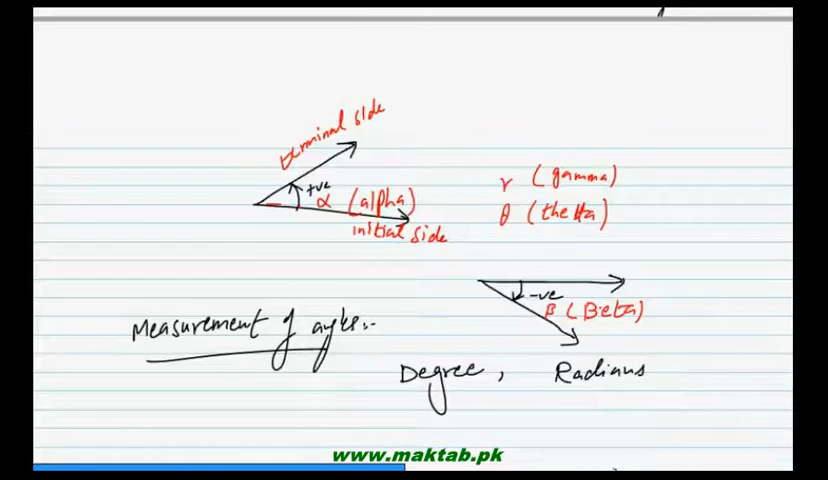 terminal side
+ve
α (alpha)
initial side
γ (gamma)
θ (theta)
-ve
β (Beta)
Measurement of angles:-
Degree, Radians
www.maktab.pk